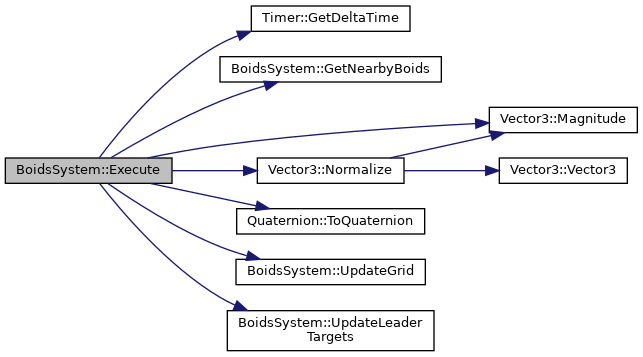 Timer::GetDeltaTime
BoidsSystem::GetNearbyBoids
Vector3::Magnitude
BoidsSystem::Execute
Vector3::Normalize
Vector3::Vector3
Quaternion::ToQuaternion
BoidsSystem::UpdateGrid
BoidsSystem::UpdateLeader
Targets